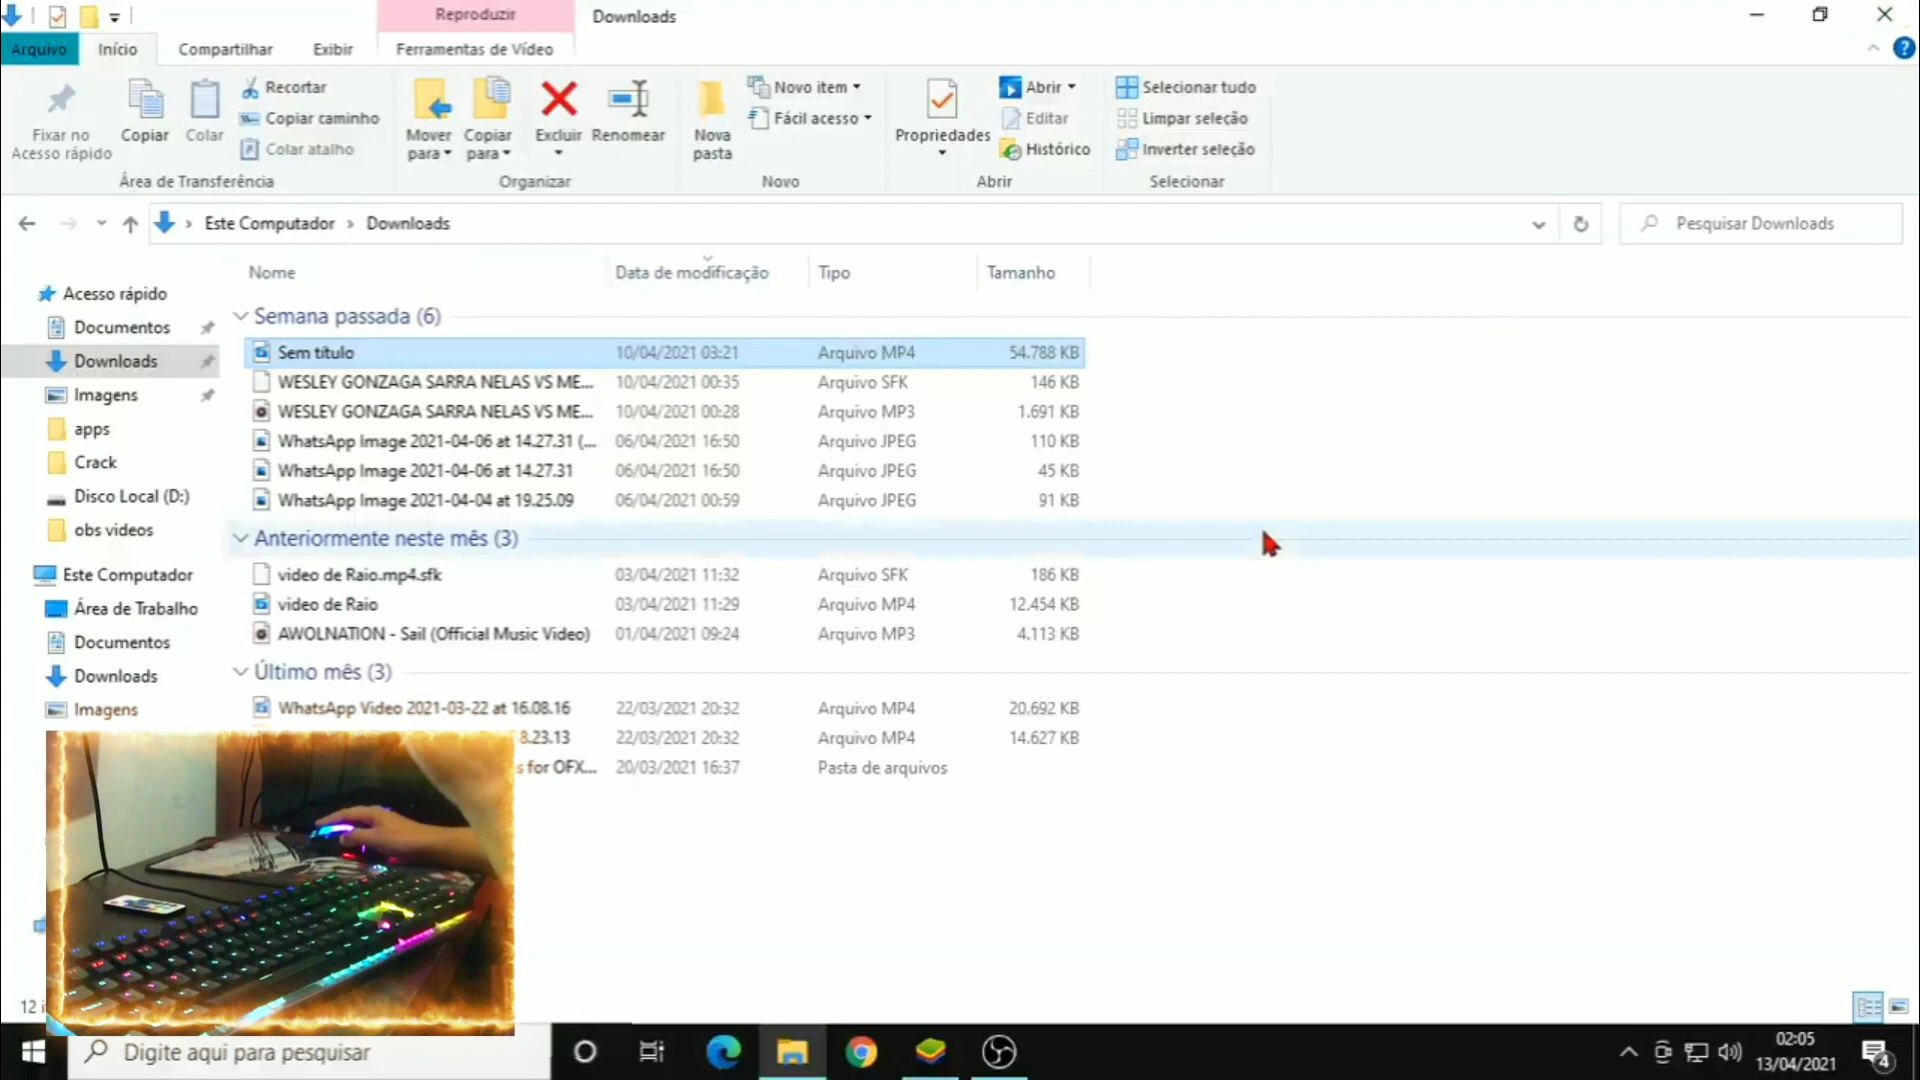 Reproduzir
Downloads
Arquivo
Início
Compartilhar
Exibir
Ferramentas de Vídeo
Fixar no
Acesso rápido
Copiar
Colar
Recortar
Copiar caminho
Colar atalho
Área de Transferência
Mover
para
Copiar
para
Excluir
Renomear
Organizar
Nova
pasta
Novo item
Fácil acesso
Novo
Propriedades
Abrir
Editar
Histórico
Abrir
Selecionar tudo
Limpar seleção
Inverter seleção
Selecionar
Este Computador
Downloads
Pesquisar Downloads
Nome
Data de modificação
Tipo
Tamanho
Acesso rápido
Documentos
Downloads
Imagens
apps
Crack
Disco Local (D:)
obs videos
Este Computador
Área de Trabalho
Documentos
Downloads
Imagens
Semana passada (6)
Sem título 10/04/2021 03:21 Arquivo MP4 54.788 KB
WESLEY GONZAGA SARRA NELAS VS ME... 10/04/2021 00:35 Arquivo SFK 146 KB
WESLEY GONZAGA SARRA NELAS VS ME... 10/04/2021 00:28 Arquivo MP3 1.691 KB
WhatsApp Image 2021-04-06 at 14.27.31 (... 06/04/2021 16:50 Arquivo JPEG 110 KB
WhatsApp Image 2021-04-06 at 14.27.31 06/04/2021 16:50 Arquivo JPEG 45 KB
WhatsApp Image 2021-04-04 at 19.25.09 06/04/2021 00:59 Arquivo JPEG 91 KB
Anteriormente neste mês (3)
video de Raio.mp4.sfk 03/04/2021 11:32 Arquivo SFK 186 KB
video de Raio 03/04/2021 11:29 Arquivo MP4 12.454 KB
AWOLNATION - Sail (Official Music Video) 01/04/2021 09:24 Arquivo MP3 4.113 KB
Último mês (3)
WhatsApp Video 2021-03-22 at 16.08.16 22/03/2021 20:32 Arquivo MP4 20.692 KB
8.23.13 22/03/2021 20:32 Arquivo MP4 14.627 KB
s for OFX... 20/03/2021 16:37 Pasta de arquivos
12
Digite aqui para pesquisar
02:05
13/04/2021
4